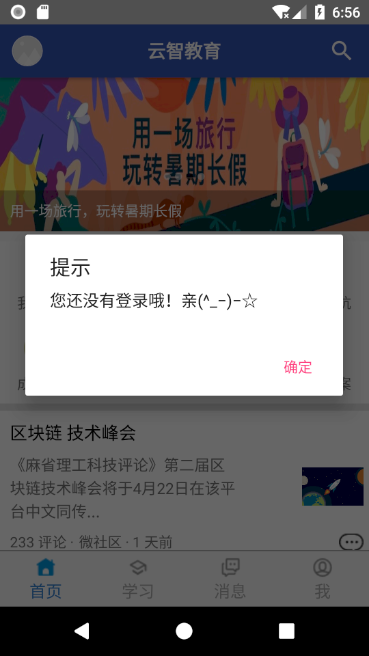 6:56
云智教育
用一场旅行
玩转暑期长假
用一场旅行，玩转暑期长假
提示
您还没有登录哦！亲(^_−)−☆
确定
区块链 技术峰会
《麻省理工科技评论》第二届区
块链技术峰会将于4月22日在该平
台中文同传...
233 评论 · 微社区 · 1 天前
首页
学习
消息
我